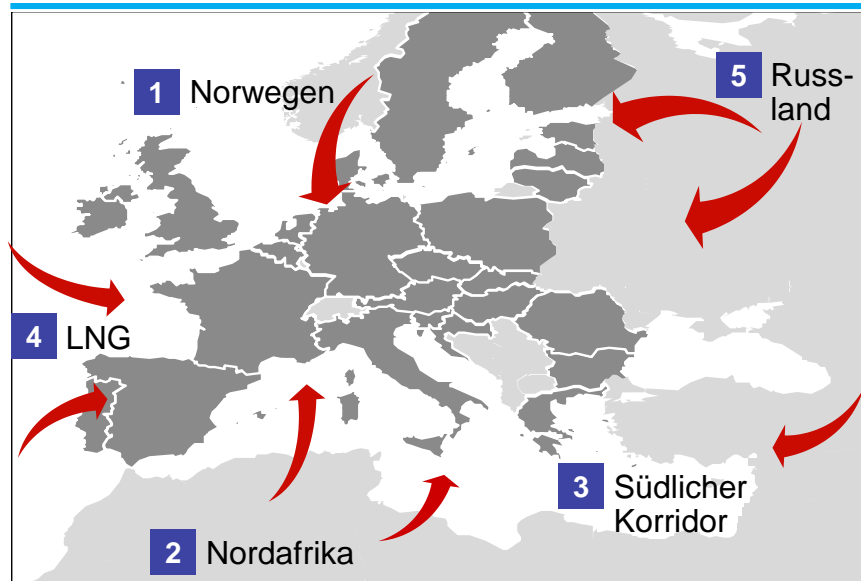 1 Norwegen
5 Russ-
land
4 LNG
3 Südlicher
Korridor
2 Nordafrika